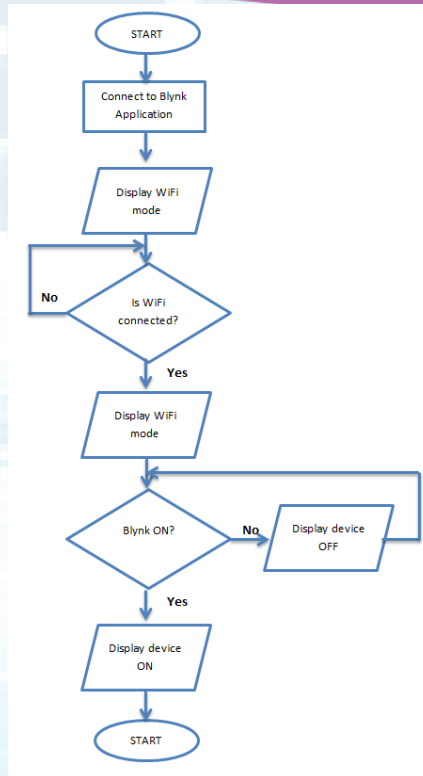 START
Connect to Blynk
Application
Display WiFi
mode
Is WiFi
connected?
No
Yes
Display WiFi
mode
Blynk ON?
No
Display device
OFF
Yes
Display device
ON
START